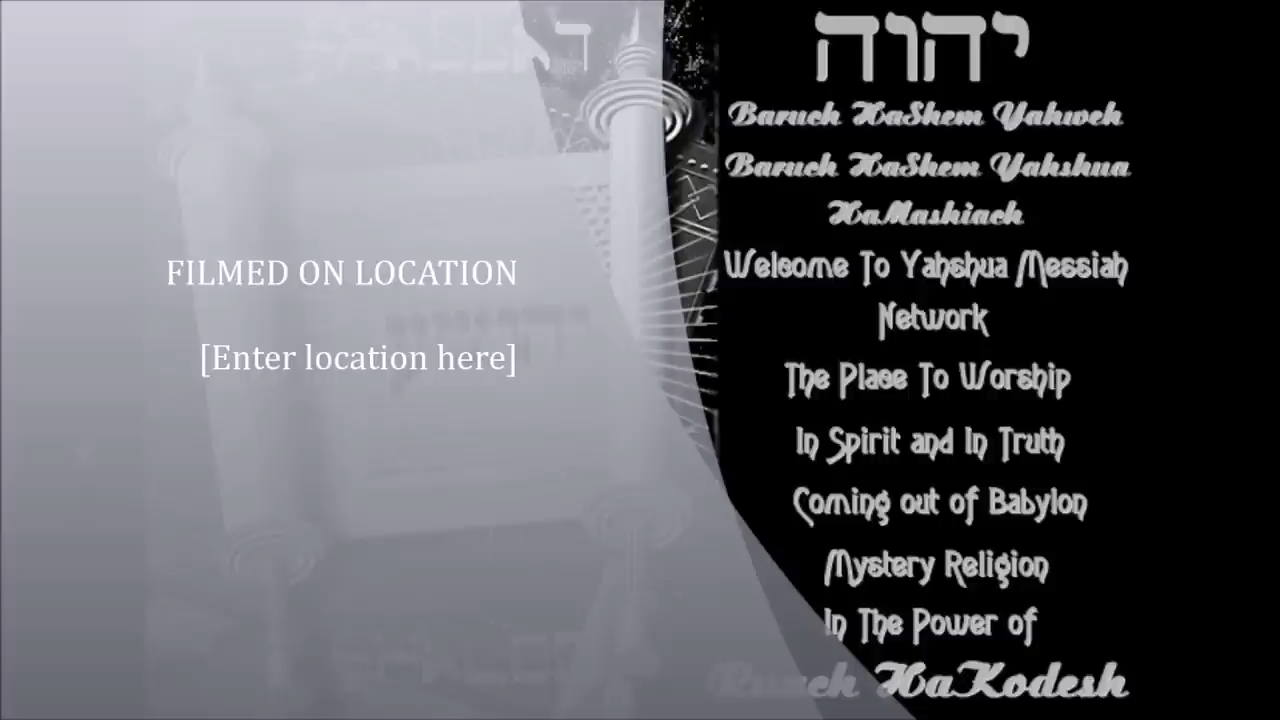 FILMED ON LOCATION
[Enter location here]
יהוה
Baruch HaShem Yahweh
Baruch HaShem Yahshua
HaMashiach
Welcome To Yahshua Messiah
Network
The Place To Worship
In Spirit and In Truth
Coming out of Babylon
Mystery Religion
In The Power of
Ruach HaKodesh